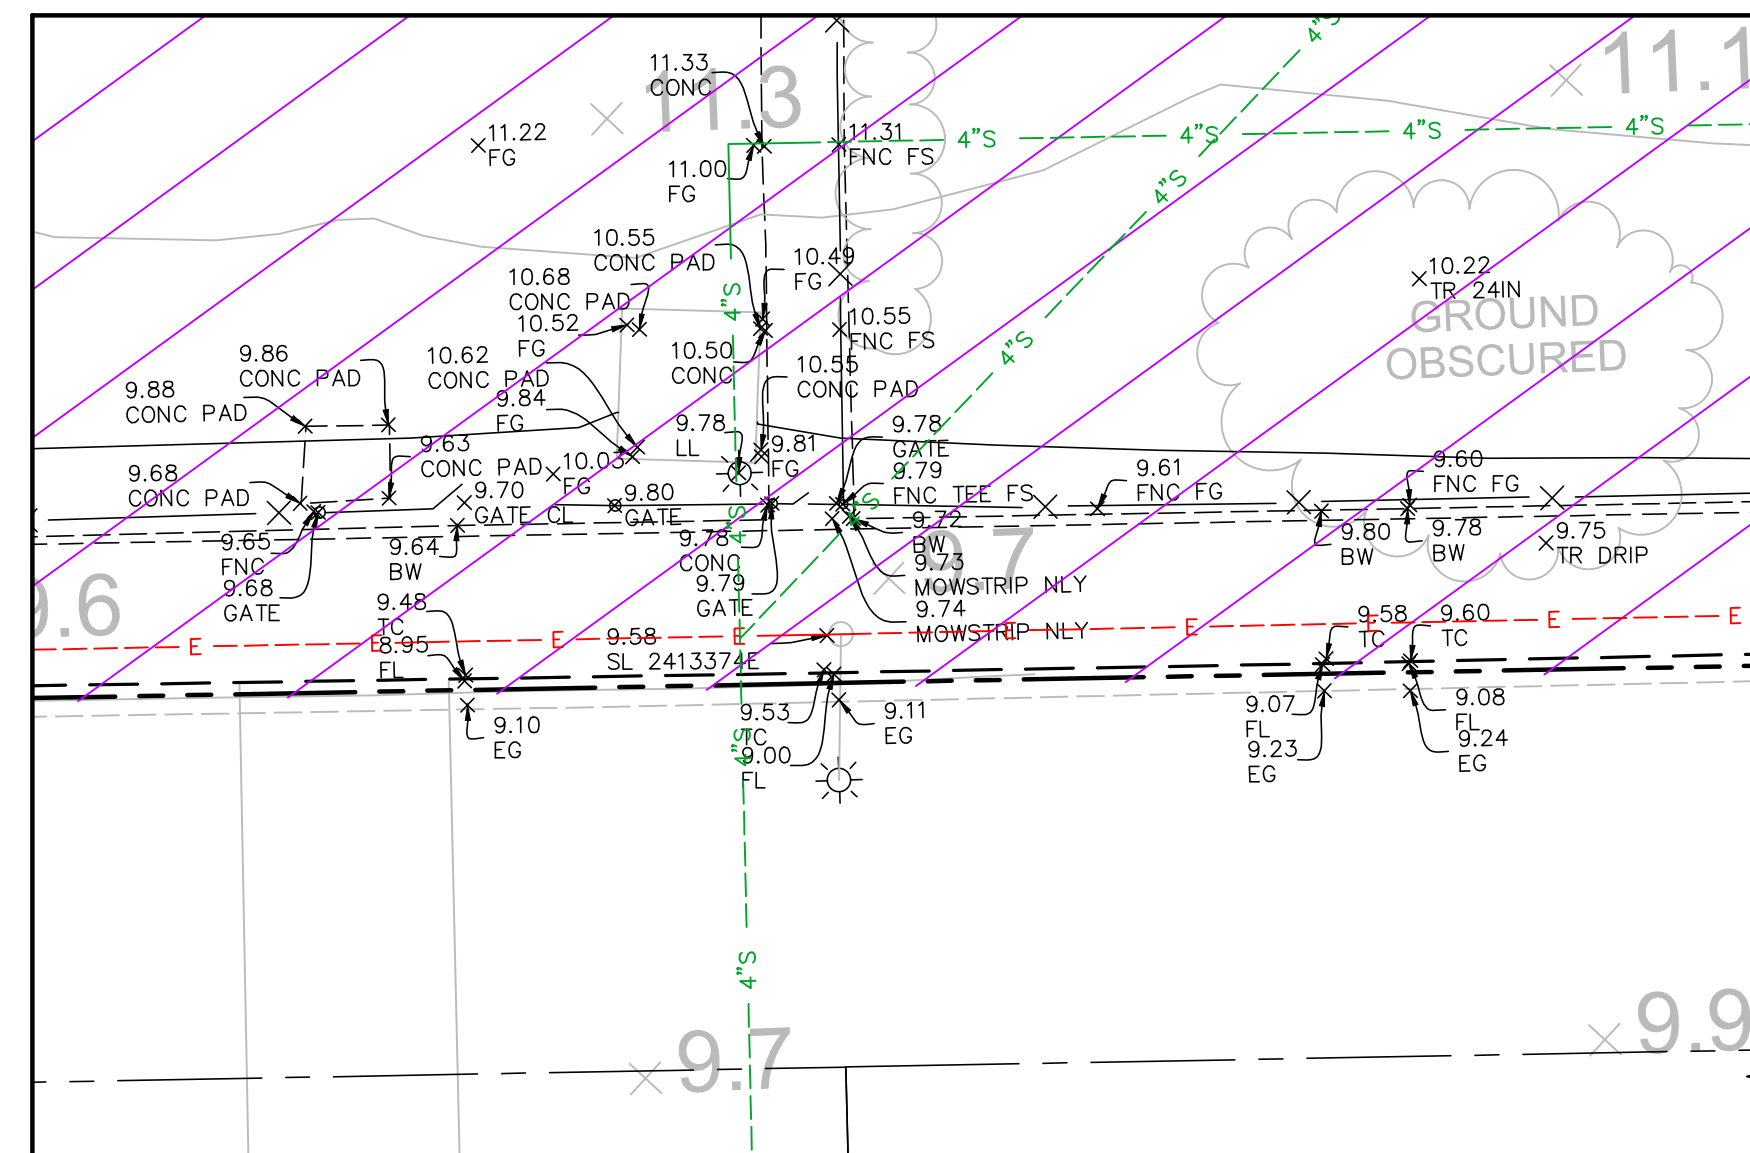 4"S
11.33
CONC
11.3
11.1
11.22
FG
11.31
FNC FS
4"S
4"S
4"S
4"S
11.00
FG
4"S
10.55
CONC PAD
10.49
FG
10.68
CONC PAD
10.22
TR 24IN
GROUND
OBSCURED
4"S
10.52
FG
10.55
FNC FS
4"S
9.86
CONC PAD
10.62
CONC PAD
10.50
CONC
10.55
CONC PAD
9.88
CONC PAD
9.84
FG
9.78
LL
9.81
FG
9.78
GATE
9.63
CONC PAD
10.03
FG
9.68
CONC PAD
9.70
GATE CL
9.80
GATE
9.79
FNC TEE FS
9.61
FNC FG
9.60
FNC FG
4"S
4"S
9.65
FNC
9.64
BW
9.78
CONC
9.72
BW
9.7
9.80
BW
9.78
BW
9.75
TR DRIP
9.6
9.68
GATE
9.79
GATE
9.73
MOWSTRIP NLY
9.48
TC
9.74
MOWSTRIP NLY
9.58
TC
9.60
TC
E
E
E
E
E
E
E
E
E
8.95
FL
9.58
SL 2413374E
9.10
EG
9.53
TC
9.11
EG
9.07
FL
9.08
FL
4"S
9.00
FL
9.23
EG
9.24
EG
4"S
9.7
9.9